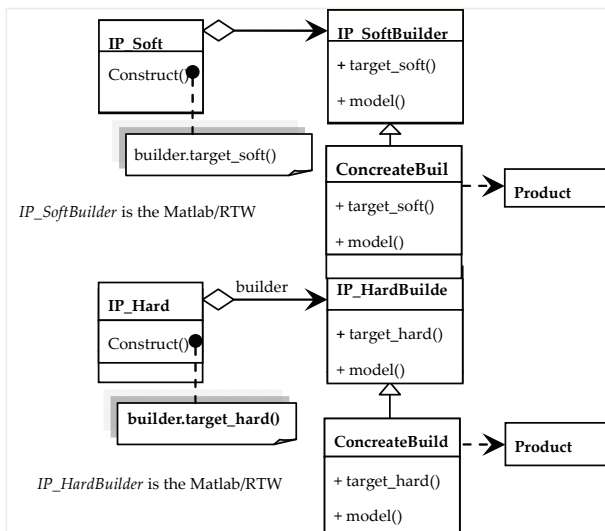 IP_Soft
Construct()
IP_SoftBuilder
+ target_soft()
+ model()
builder.target_soft()
ConcreateBuil
+ target_soft()
+ model()
Product
IP_SoftBuilder is the Matlab/RTW
IP_Hard
Construct()
builder
IP_HardBuilde
+ target_hard()
+ model()
builder.target_hard()
ConcreateBuild
+ target_hard()
+ model()
Product
IP_HardBuilder is the Matlab/RTW